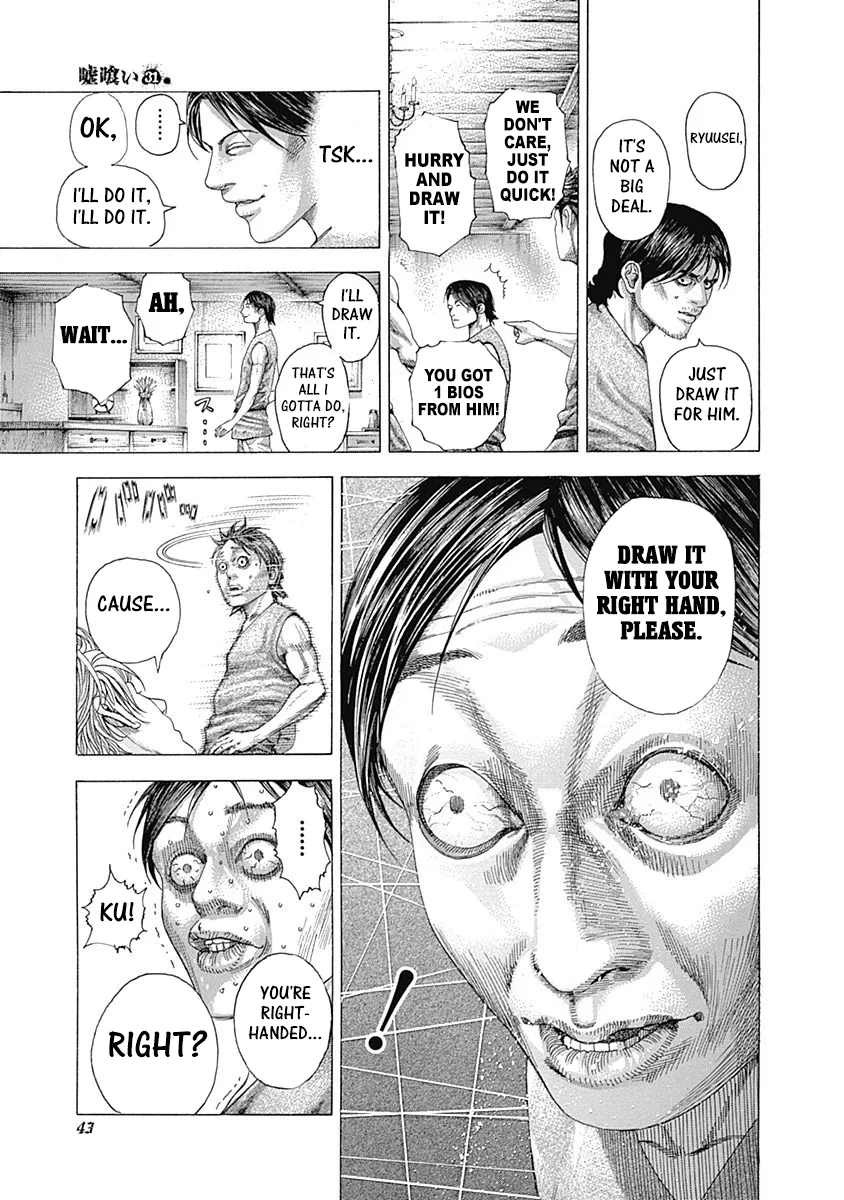 嘘喰い 31.
RYUUSEI,
IT'S
NOT A
BIG
DEAL.
JUST
DRAW IT
FOR HIM.
WE
DON'T
CARE,
JUST
DO IT
QUICK!
HURRY
AND
DRAW
IT!
YOU GOT
1 BIOS
FROM HIM!
TSK...
......
OK,
I'LL DO IT,
I'LL DO IT.
I'LL
DRAW
IT.
THAT'S
ALL I
GOTTA DO,
RIGHT?
ス..
AH,
WAIT...
DRAW IT
WITH YOUR
RIGHT HAND,
PLEASE.
!
CAUSE...
......
KU!
YOU'RE
RIGHT-
HANDED...
RIGHT?
43